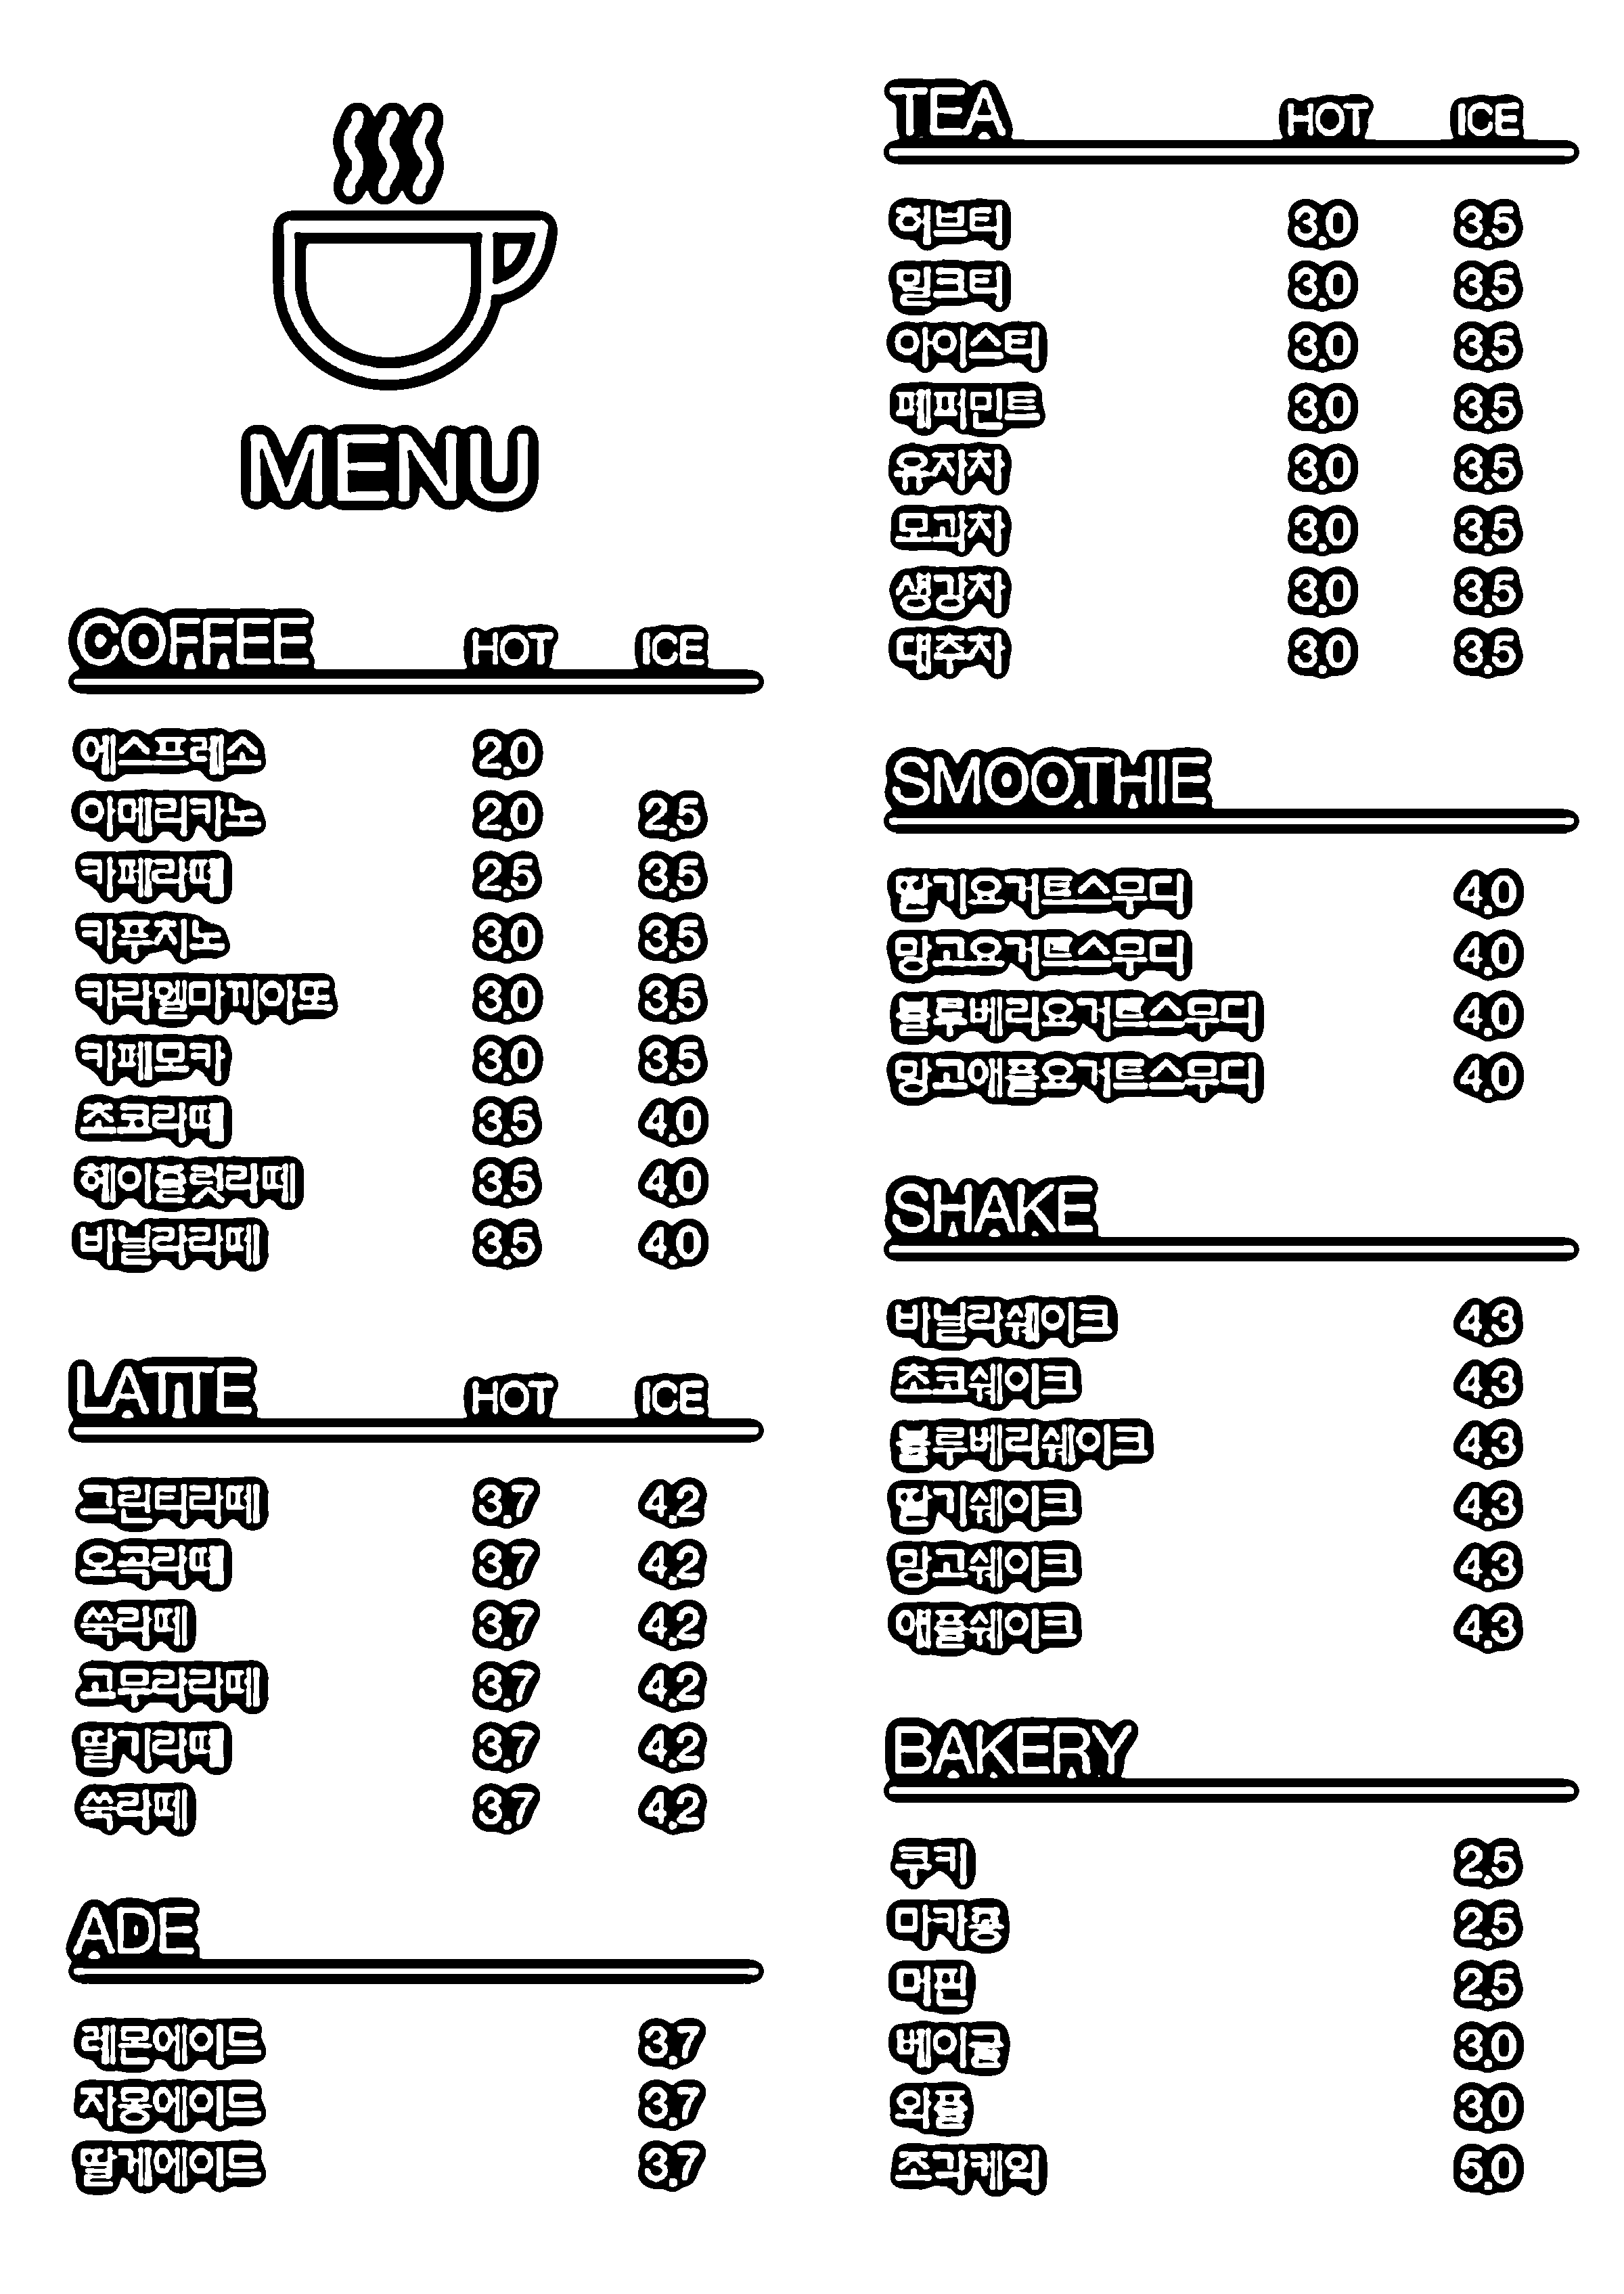 MENU
COFFEE HOT ICE
에스프레소 2.0
아메리카노 2.0 2.5
카페라떼 2.5 3.5
카푸치노 3.0 3.5
카라멜마끼아또 3.0 3.5
카페모카 3.0 3.5
초코라떼 3.5 4.0
헤이즐럿라떼 3.5 4.0
바닐라라떼 3.5 4.0
LATTE HOT ICE
그린티라떼 3.7 4.2
오곡라떼 3.7 4.2
쑥라떼 3.7 4.2
고무라라떼 3.7 4.2
딸기라떼 3.7 4.2
쑥라떼 3.7 4.2
ADE
레몬에이드 3.7
자몽에이드 3.7
딸게에이드 3.7
TEA HOT ICE
허브티 3.0 3.5
밀크티 3.0 3.5
아이스티 3.0 3.5
페퍼민트 3.0 3.5
유자차 3.0 3.5
모과차 3.0 3.5
생강차 3.0 3.5
대추차 3.0 3.5
SMOOTHIE
딸기요거트스무디 4.0
망고요거트스무디 4.0
블루베리요거트스무디 4.0
망고애플요거트스무디 4.0
SHAKE
바닐라쉐이크 4.3
초코쉐이크 4.3
블루베리쉐이크 4.3
딸기쉐이크 4.3
망고쉐이크 4.3
애플쉐이크 4.3
BAKERY
쿠키 2.5
마카롱 2.5
머핀 2.5
베이글 3.0
와플 3.0
조각케익 5.0